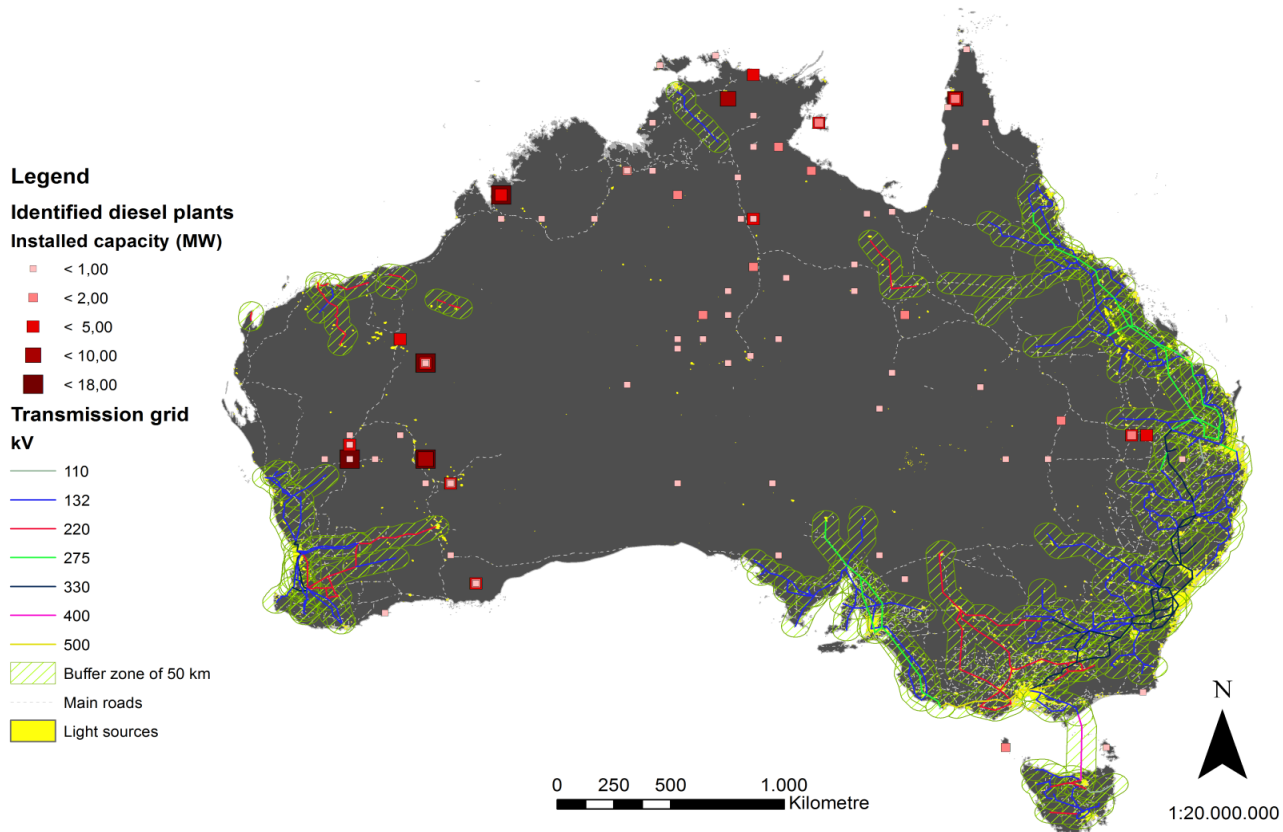 Legend
Identified diesel plants
Installed capacity (MW)
< 1,00
< 2,00
< 5,00
< 10,00
< 18,00
Transmission grid
kV
110
132
220
275
330
400
500
Buffer zone of 50 km
Main roads
Light sources
0 250 500 1.000
Kilometre
N
1:20.000.000